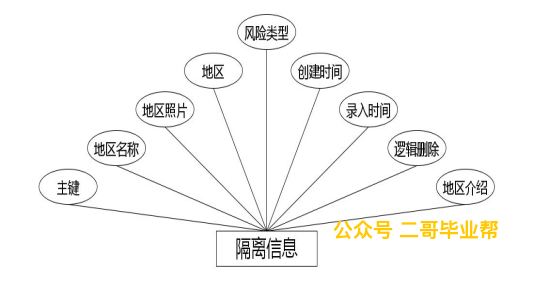 风险类型
地区
创建时间
地区照片
录入时间
地区名称
逻辑删除
主键
地区介绍
公众号 二哥毕业帮
隔离信息